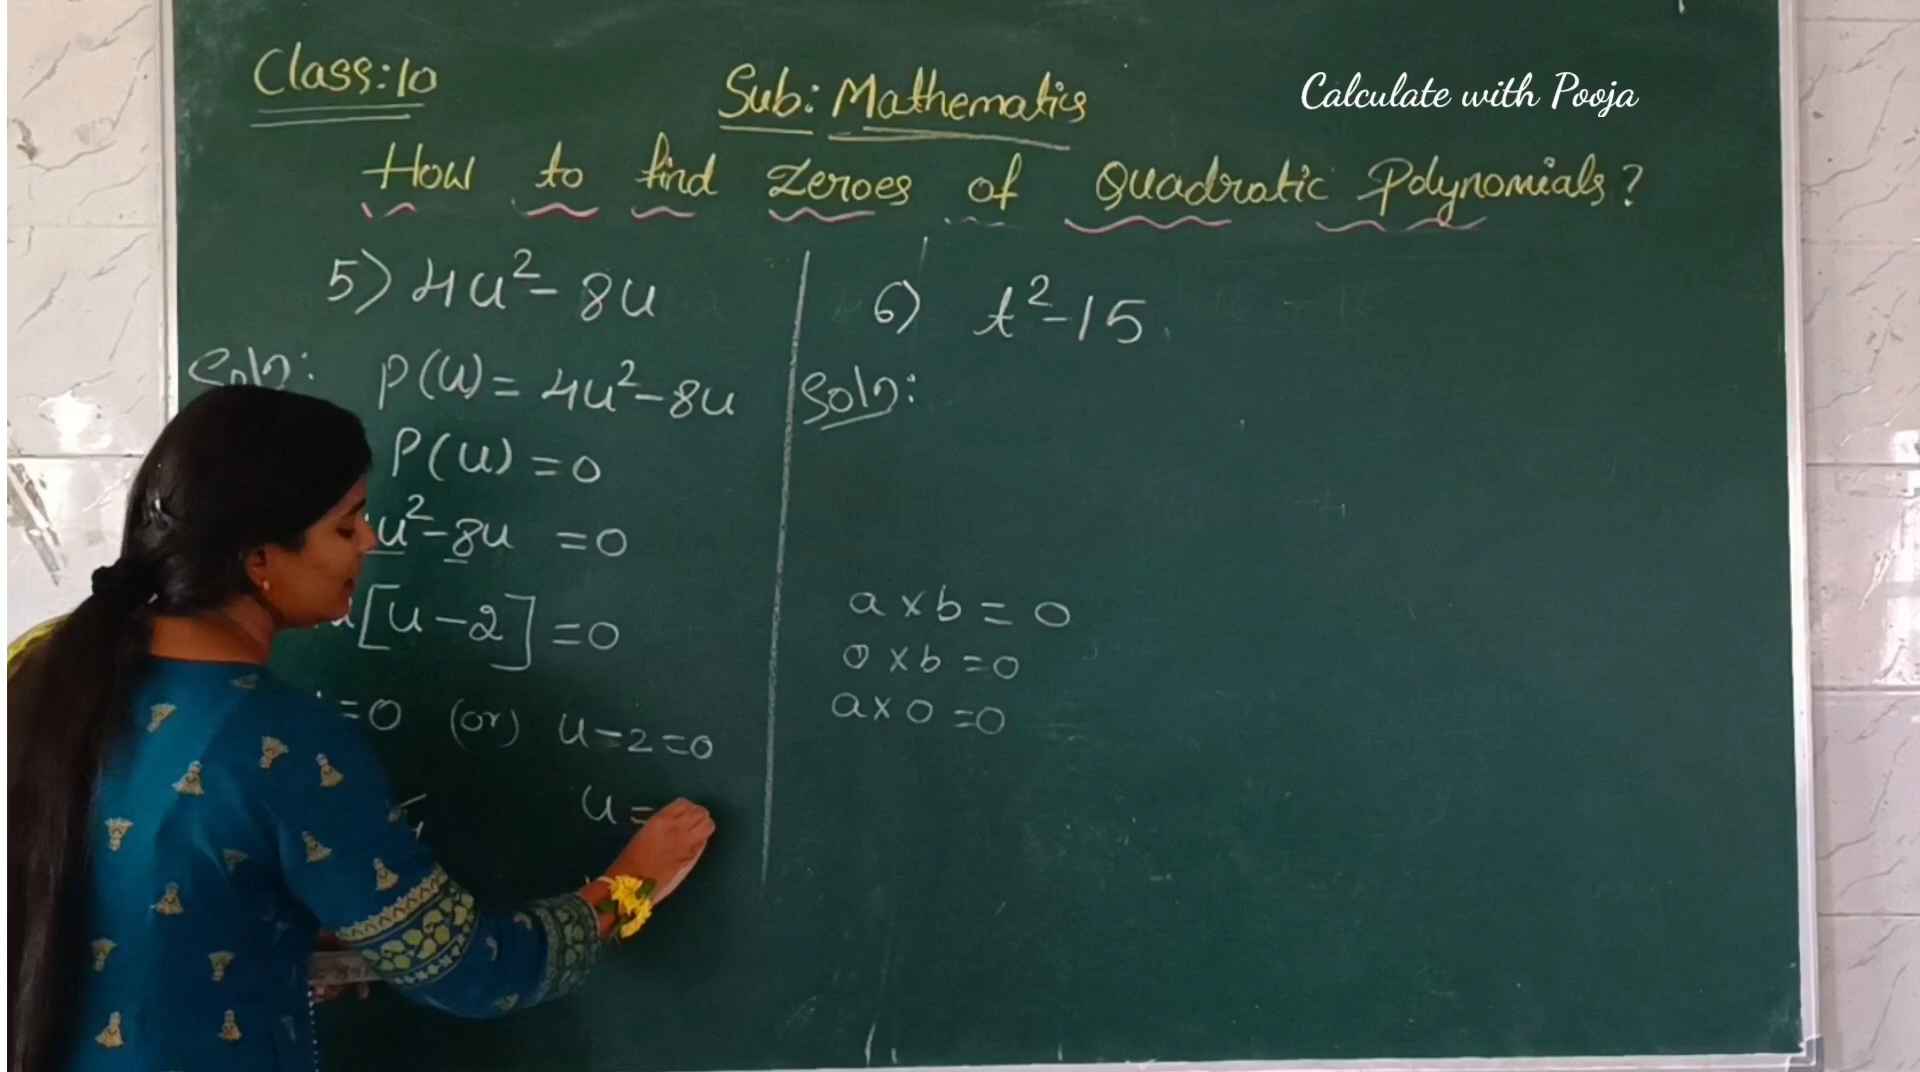 Class:10
Sub: Mathematics
Calculate with Pooja
How to find zeroes of Quadratic Polynomials?
5) 4u²-8u
Soln: P(u) = 4u²-8u
P(u) = 0
u²-8u = 0
[u-2] = 0
=0 (or) u-2=0
u =
6) t²-15
Soln:
a x b = 0
0 x b = 0
a x 0 = 0